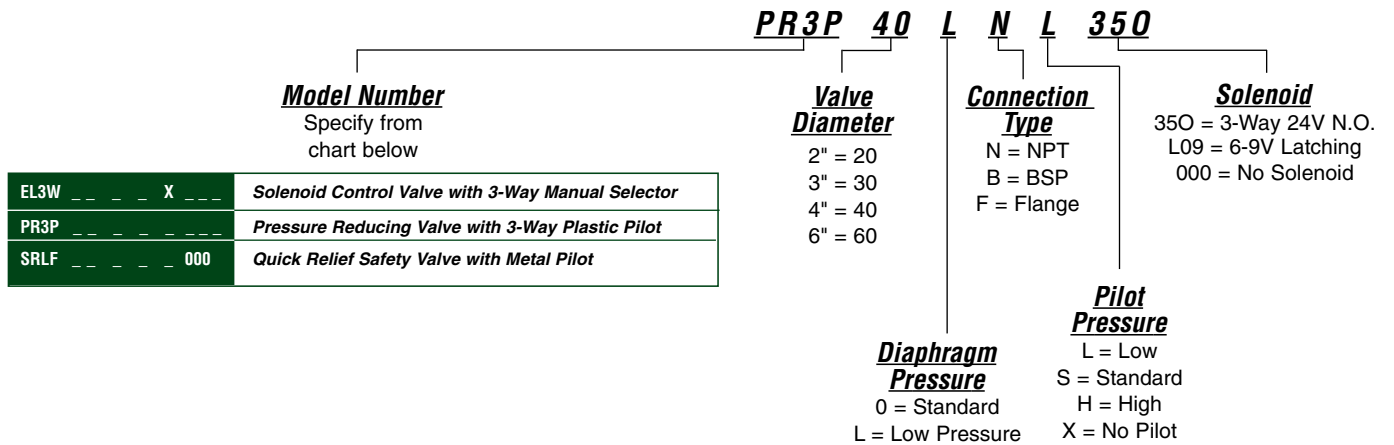 PR3P 40 L N L 350
Model Number
Specify from
chart below
EL3W _ _ _ _ X _ _ _ Solenoid Control Valve with 3-Way Manual Selector
PR3P _ _ _ _ _ _ _ _ Pressure Reducing Valve with 3-Way Plastic Pilot
SRLF _ _ _ _ _ 000 Quick Relief Safety Valve with Metal Pilot
Valve
Diameter
2" = 20
3" = 30
4" = 40
6" = 60
Connection
Type
N = NPT
B = BSP
F = Flange
Solenoid
35O = 3-Way 24V N.O.
L09 = 6-9V Latching
000 = No Solenoid
Diaphragm
Pressure
0 = Standard
L = Low Pressure
Pilot
Pressure
L = Low
S = Standard
H = High
X = No Pilot